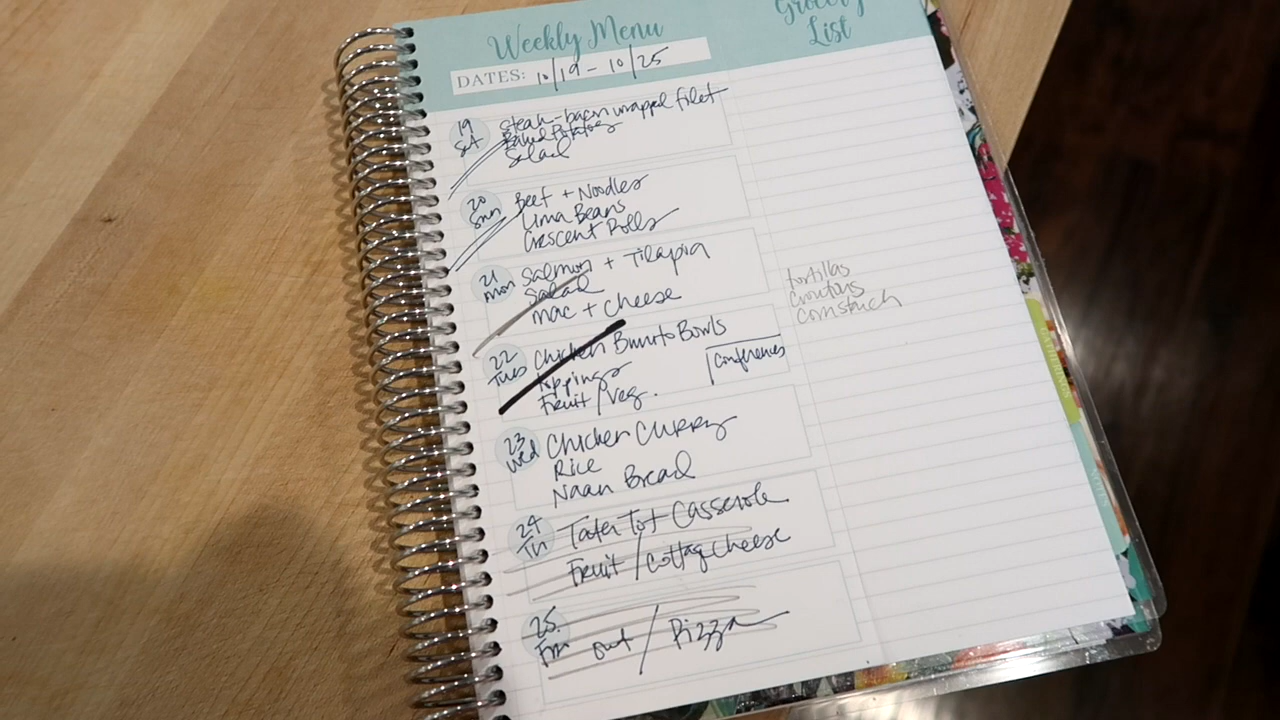 Weekly Menu
DATES: 10/19 - 10/25
19 Sat
Steak - bacon wrapped filet
Baked Potatoes
Salad
20 Sun
Beef + Noodles
Lima Beans
Crescent Rolls
21 Mon
Salmon + Tilapia
Salad
mac + cheese
22 Tues
Chicken Burrito Bowls
toppings
Fruit/Veg.
Conferences
23 Wed
Chicken Curry
Rice
Naan Bread
24 TH
Tater Tot Casserole
Fruit / Cottage Cheese
25 Fri
out / Pizza
Grocery
List
tortillas
croutons
cornstarch
GATHERINGS